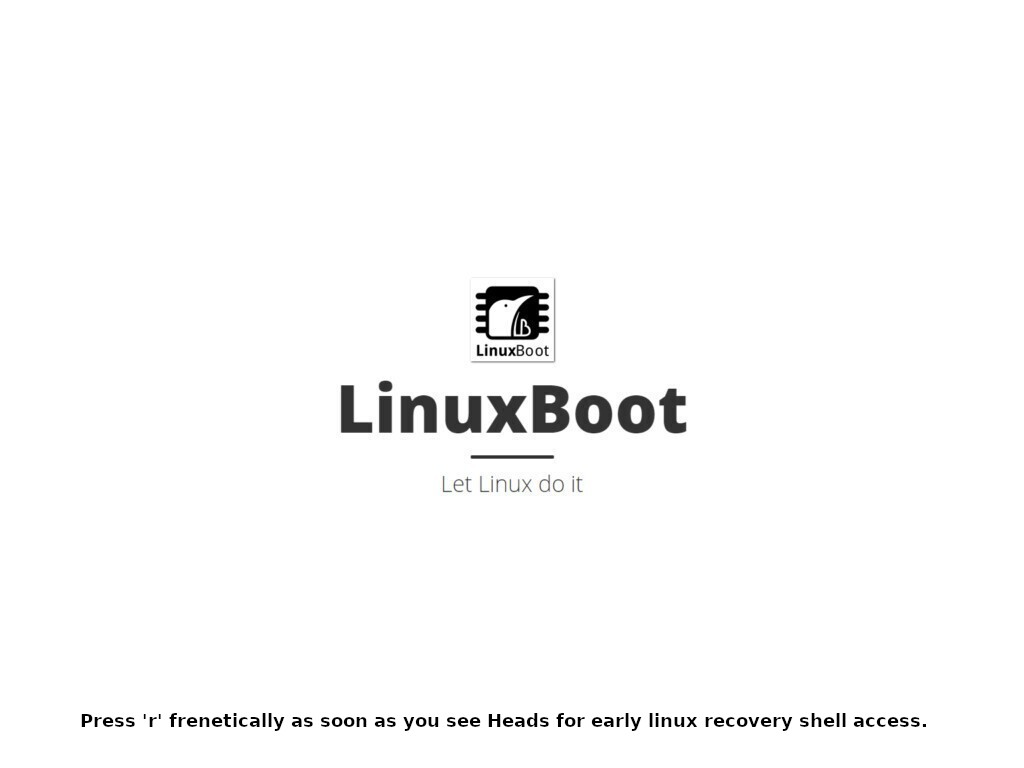 LinuxBoot
LinuxBoot
Let Linux do it
Press 'r' frenetically as soon as you see Heads for early linux recovery shell access.